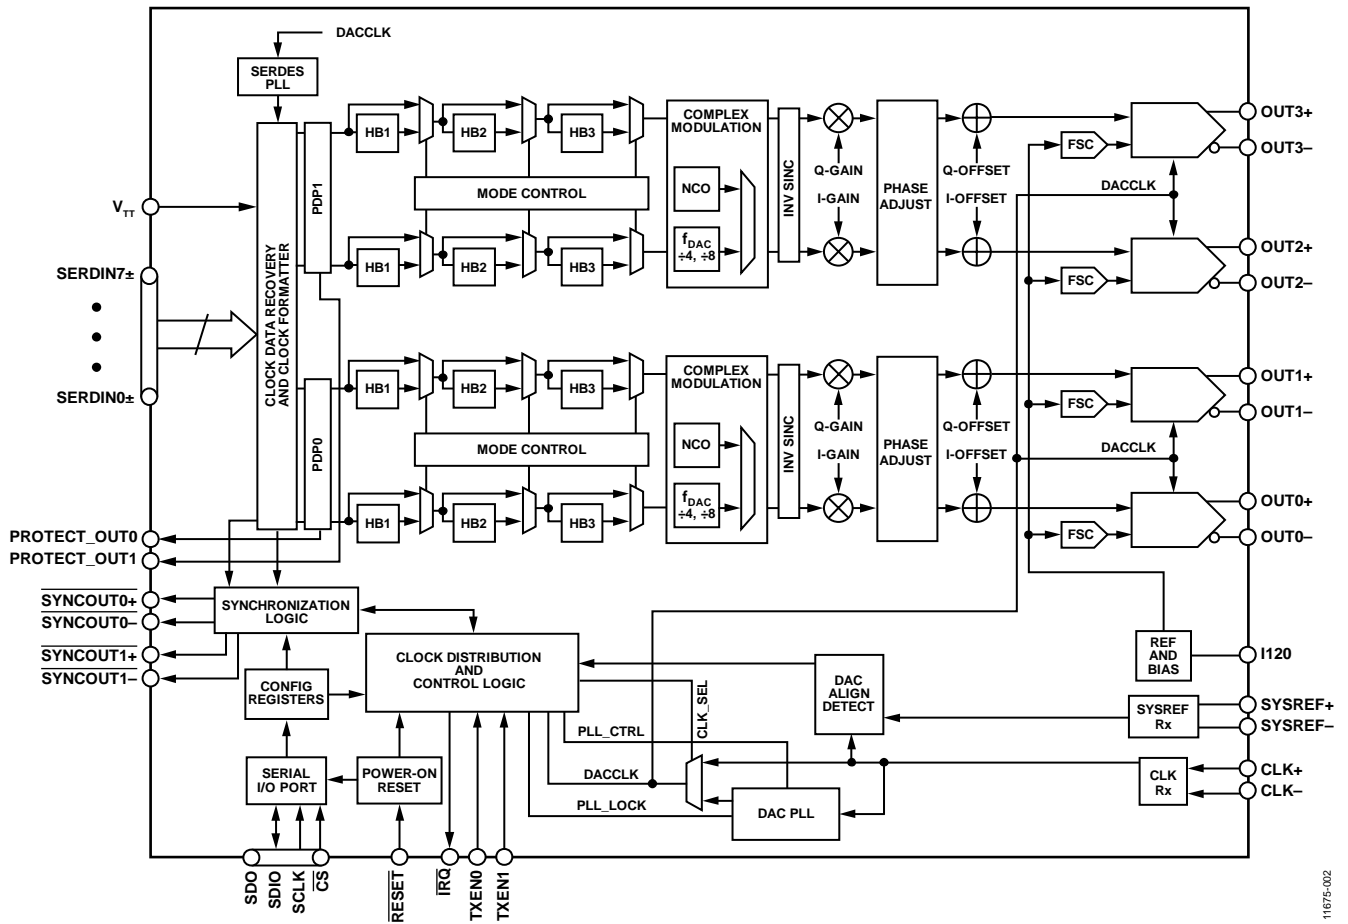 DACCLK
SERDES
PLL
CLOCK DATA RECOVERY
AND CLOCK FORMATTER
PDP1
HB1
HB2
HB3
MODE CONTROL
HB1
HB2
HB3
COMPLEX
MODULATION
NCO
fDAC
÷4, ÷8
INV SINC
Q-GAIN
I-GAIN
PHASE
ADJUST
Q-OFFSET
I-OFFSET
FSC
DACCLK
FSC
OUT3+
OUT3–
OUT2+
OUT2–
VTT
SERDIN7±
SERDIN0±
PDP0
HB1
HB2
HB3
MODE CONTROL
HB1
HB2
HB3
COMPLEX
MODULATION
NCO
fDAC
÷4, ÷8
INV SINC
Q-GAIN
I-GAIN
PHASE
ADJUST
Q-OFFSET
I-OFFSET
FSC
DACCLK
FSC
OUT1+
OUT1–
OUT0+
OUT0–
PROTECT_OUT0
PROTECT_OUT1
SYNCOUT0+
SYNCOUT0–
SYNCOUT1+
SYNCOUT1–
SYNCHRONIZATION
LOGIC
CONFIG
REGISTERS
CLOCK DISTRIBUTION
AND
CONTROL LOGIC
SERIAL
I/O PORT
POWER-ON
RESET
CLK_SEL
PLL_CTRL
DACCLK
PLL_LOCK
DAC PLL
DAC
ALIGN
DETECT
REF
AND
BIAS
I120
SYSREF
Rx
SYSREF+
SYSREF–
CLK
Rx
CLK+
CLK–
SDO
SDIO
SCLK
CS
RESET
IRQ
TXEN0
TXEN1
11675-002